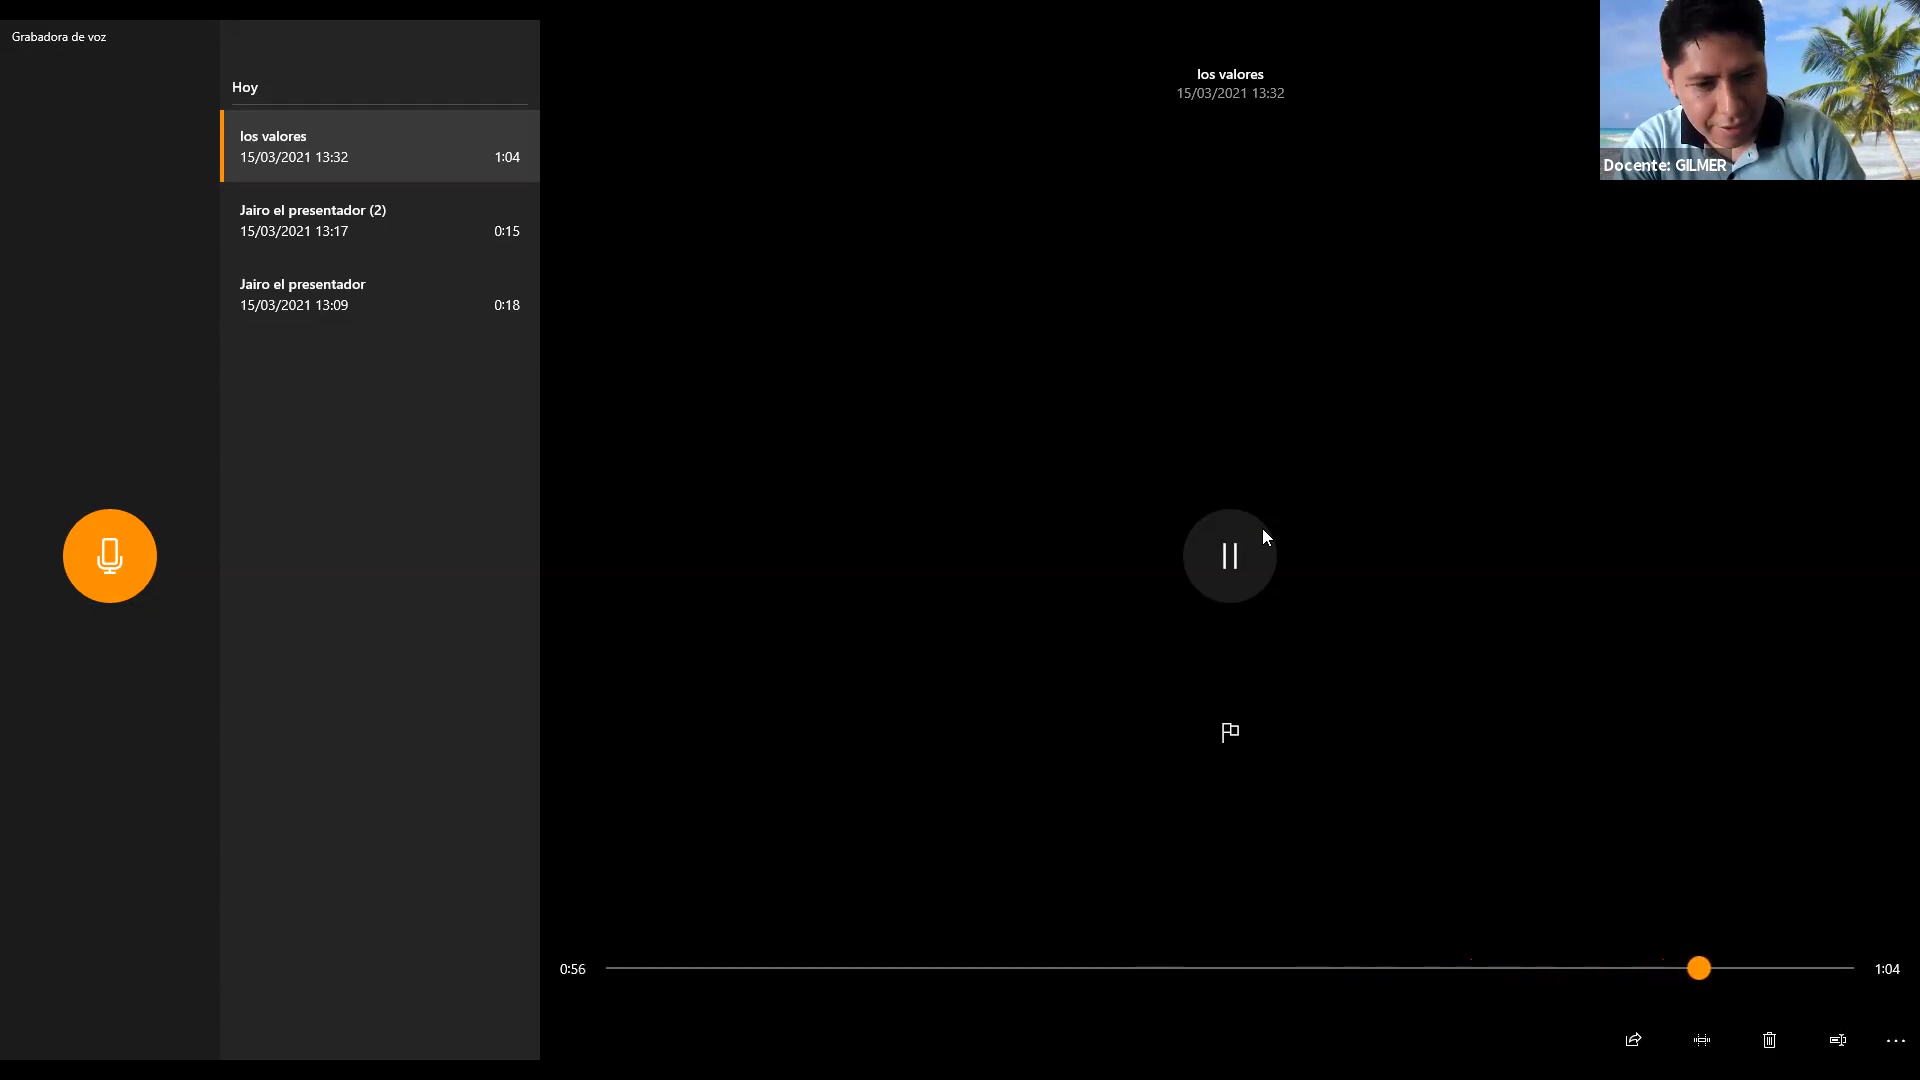 Grabadora de voz
Hoy
los valores
15/03/2021 13:32
1:04
Jairo el presentador (2)
15/03/2021 13:17
0:15
Jairo el presentador
15/03/2021 13:09
0:18
los valores
15/03/2021 13:32
Docente: GILMER
0:56
1:04